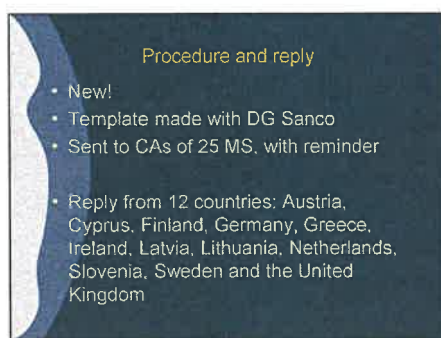 Procedure and reply
• New!
• Template made with DG Sanco
• Sent to CAs of 25 MS, with reminder
• Reply from 12 countries: Austria,
Cyprus, Finland, Germany, Greece,
Ireland, Latvia, Lithuania, Netherlands,
Slovenia, Sweden and the United
Kingdom